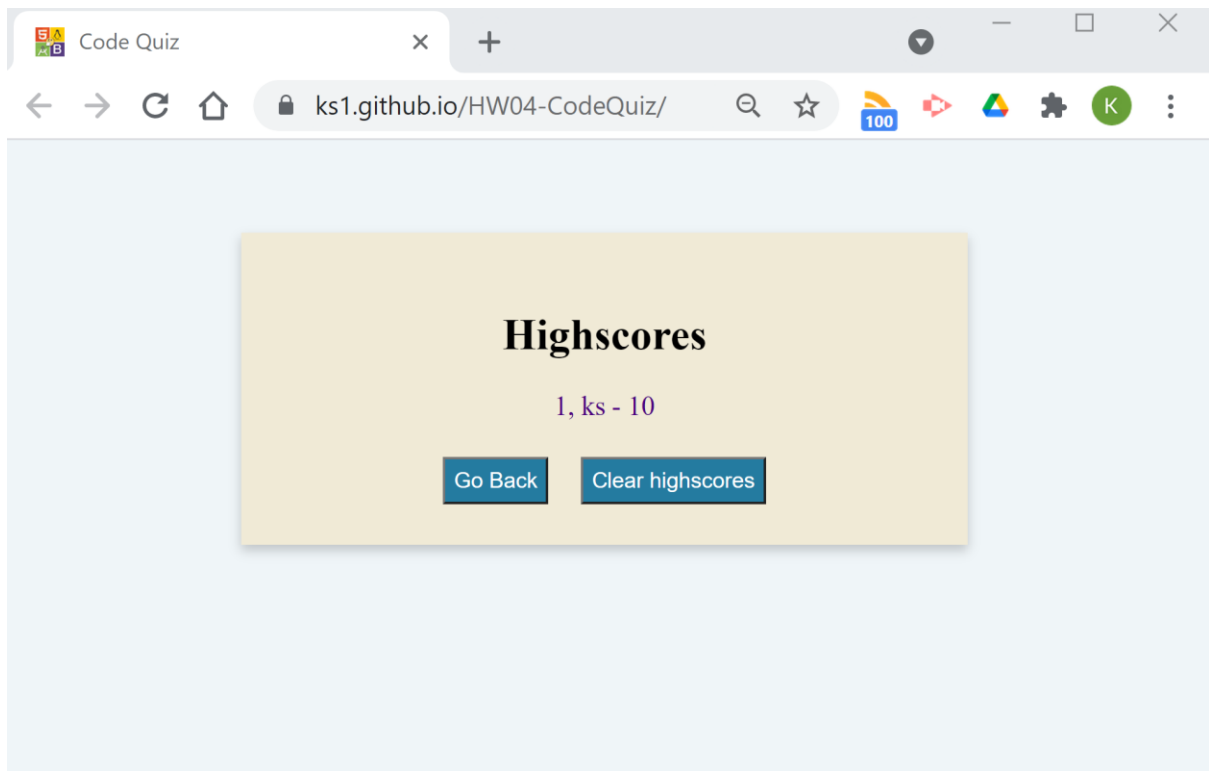 Code Quiz
ks1.github.io/HW04-CodeQuiz/
100
K
Highscores
1, ks - 10
Go Back Clear highscores